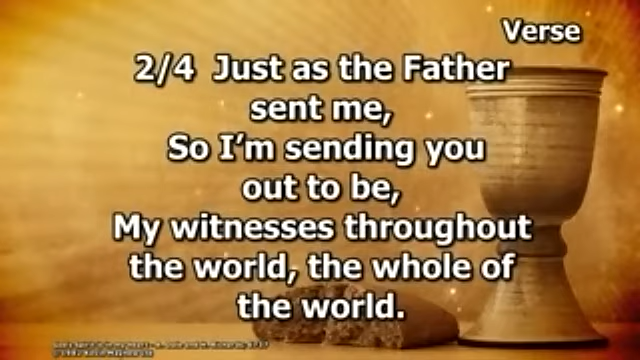 Verse
2/4 Just as the Father
sent me,
So I’m sending you
out to be,
My witnesses throughout
the world, the whole of
the world.